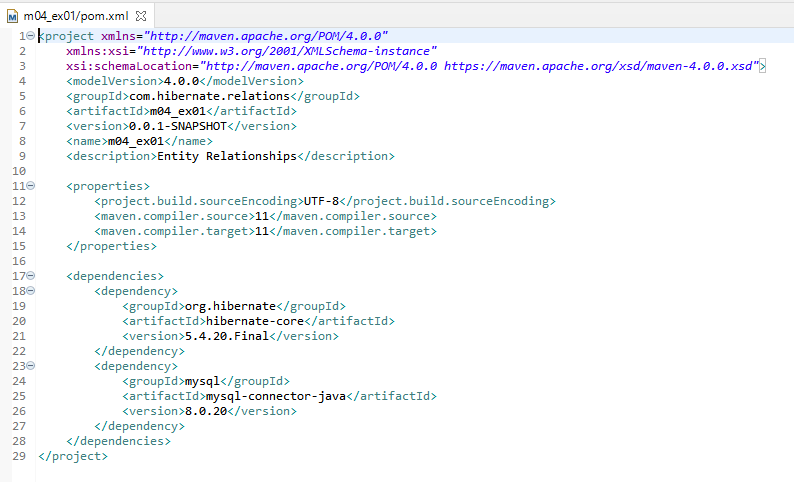 m04_ex01/pom.xml
1 <project xmlns="http://maven.apache.org/POM/4.0.0"
2     xmlns:xsi="http://www.w3.org/2001/XMLSchema-instance"
3     xsi:schemaLocation="http://maven.apache.org/POM/4.0.0 https://maven.apache.org/xsd/maven-4.0.0.xsd">
4     <modelVersion>4.0.0</modelVersion>
5     <groupId>com.hibernate.relations</groupId>
6     <artifactId>m04_ex01</artifactId>
7     <version>0.0.1-SNAPSHOT</version>
8     <name>m04_ex01</name>
9     <description>Entity Relationships</description>
10
11     <properties>
12         <project.build.sourceEncoding>UTF-8</project.build.sourceEncoding>
13         <maven.compiler.source>11</maven.compiler.source>
14         <maven.compiler.target>11</maven.compiler.target>
15     </properties>
16
17     <dependencies>
18         <dependency>
19             <groupId>org.hibernate</groupId>
20             <artifactId>hibernate-core</artifactId>
21             <version>5.4.20.Final</version>
22         </dependency>
23         <dependency>
24             <groupId>mysql</groupId>
25             <artifactId>mysql-connector-java</artifactId>
26             <version>8.0.20</version>
27         </dependency>
28     </dependencies>
29 </project>